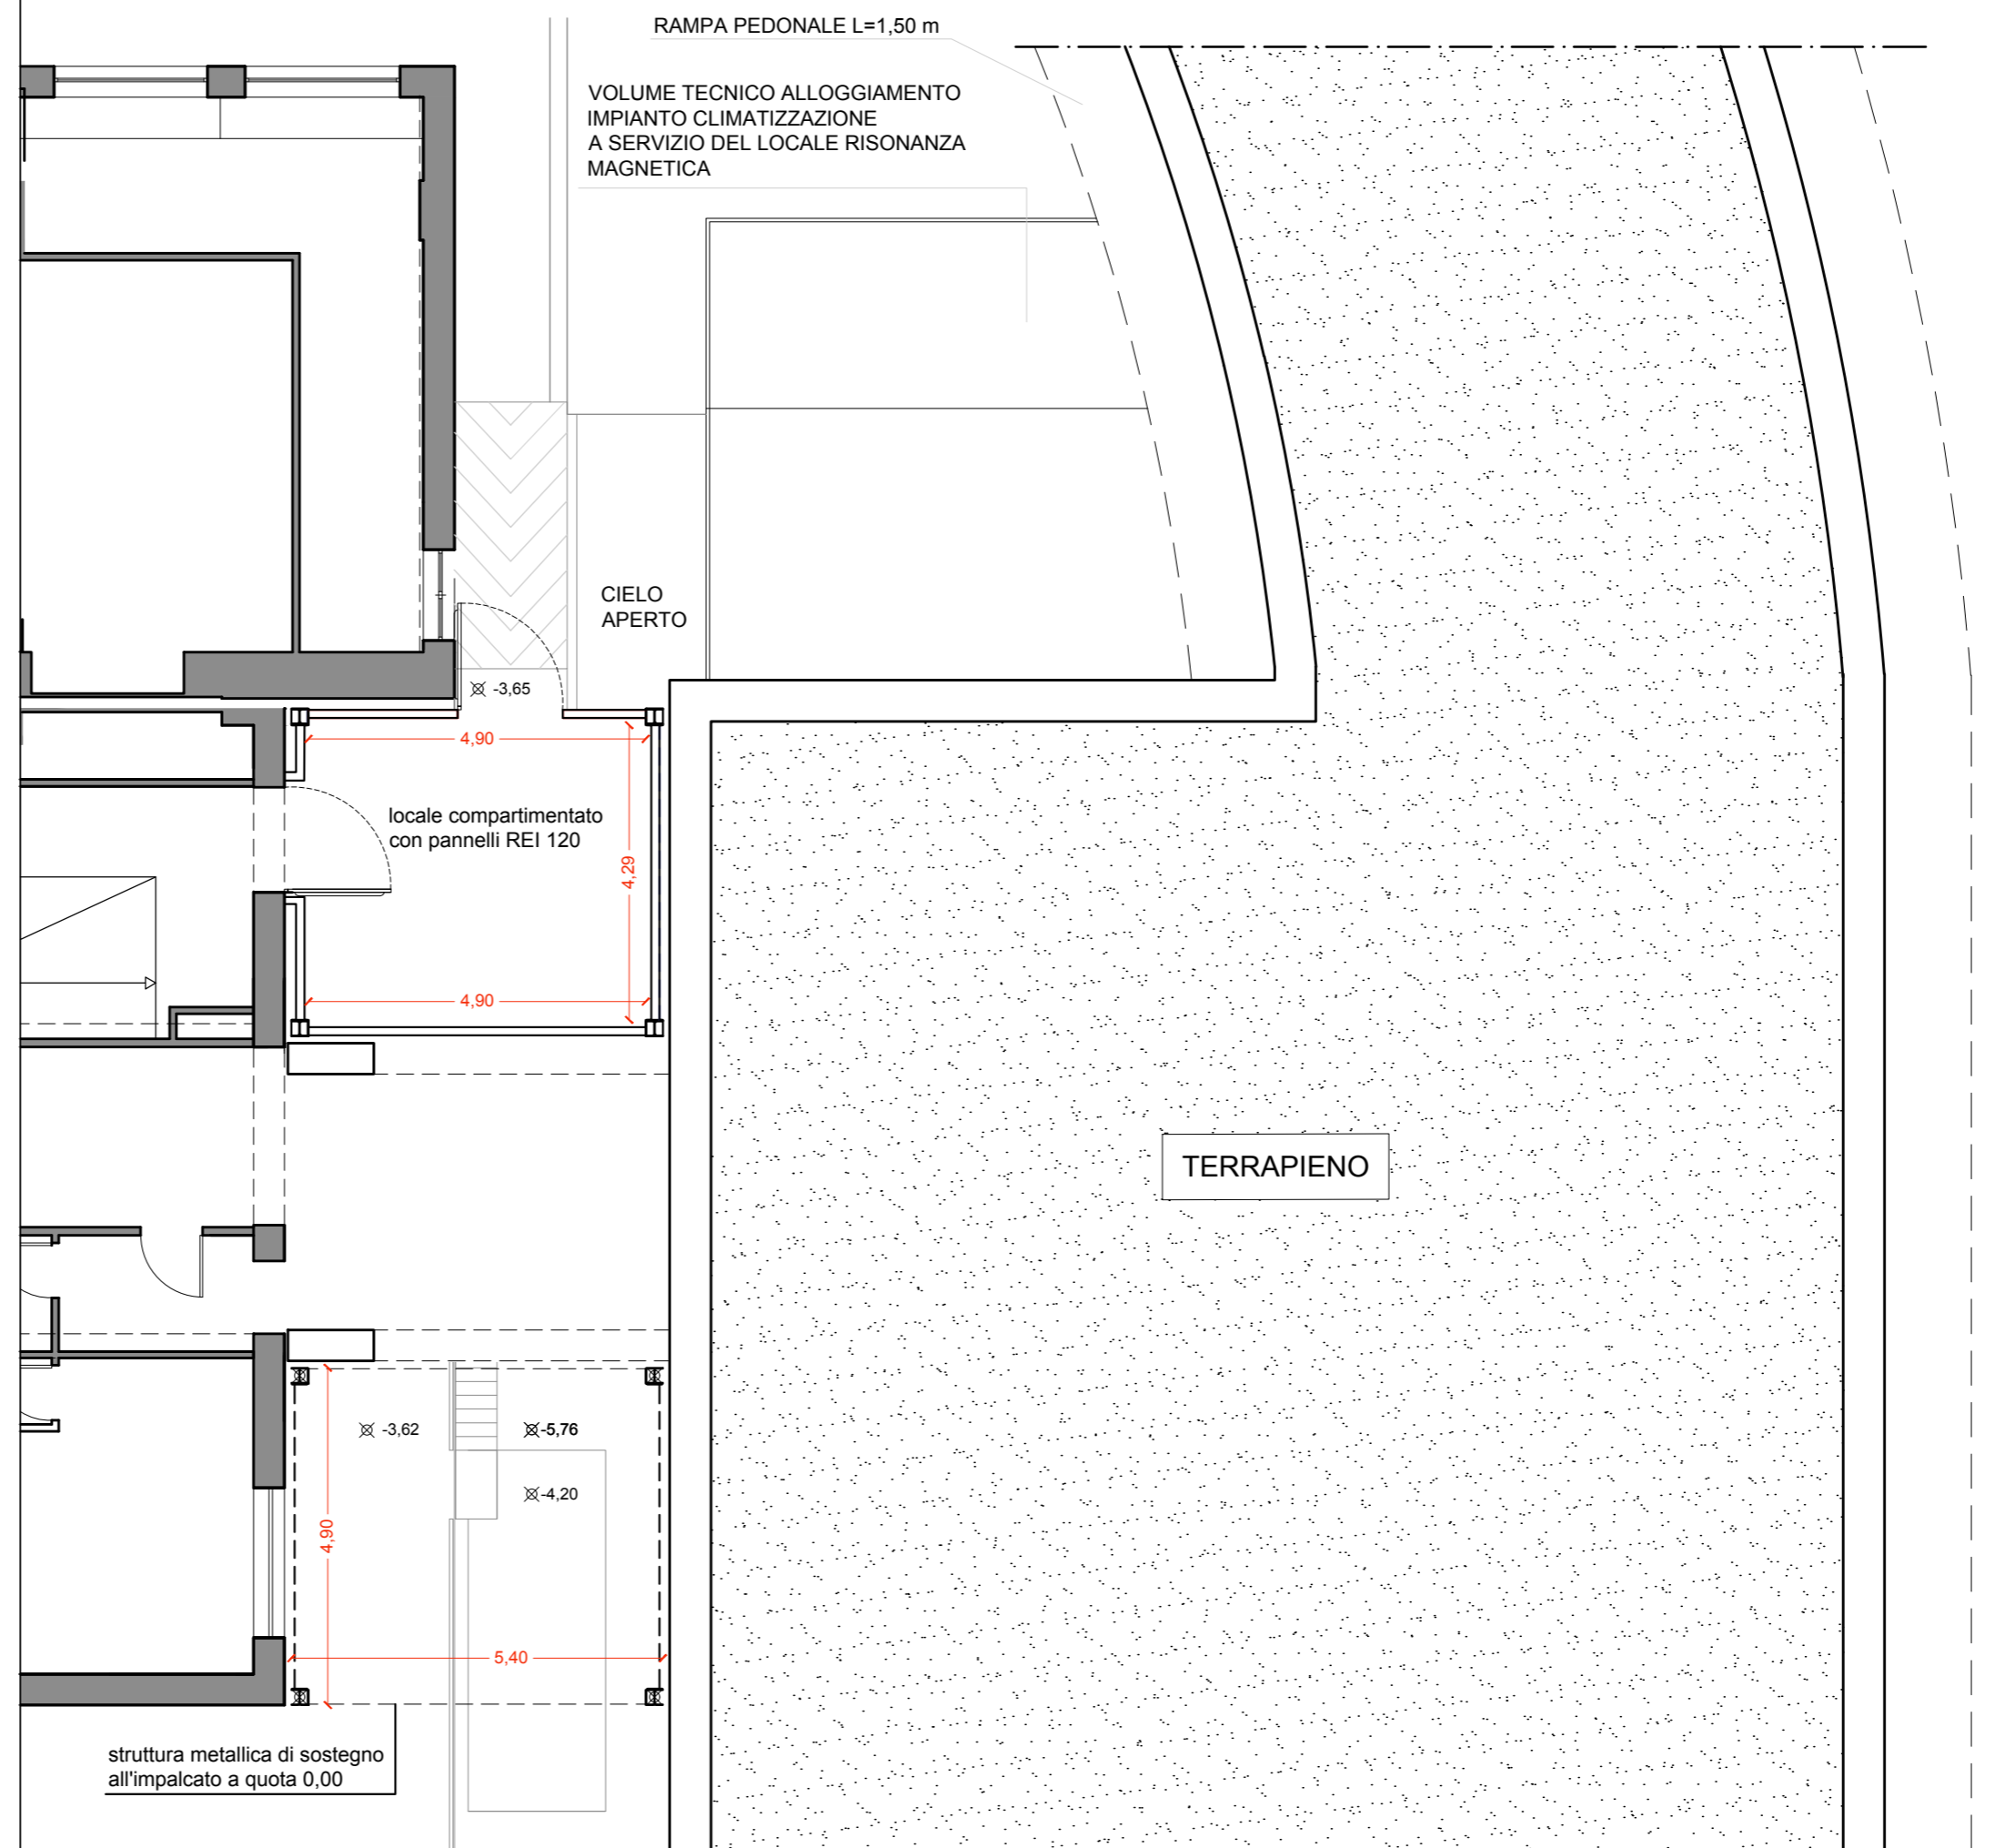 RAMPA PEDONALE L=1,50 m
VOLUME TECNICO ALLOGGIAMENTO
IMPIANTO CLIMATIZZAZIONE
A SERVIZIO DEL LOCALE RISONANZA
MAGNETICA
CIELO
APERTO
-3,65
4,90
locale compartimentato
con pannelli REI 120
4,29
4,90
TERRAPIENO
-3,62
-5,76
-4,20
4,90
5,40
struttura metallica di sostegno
all'impalcato a quota 0,00